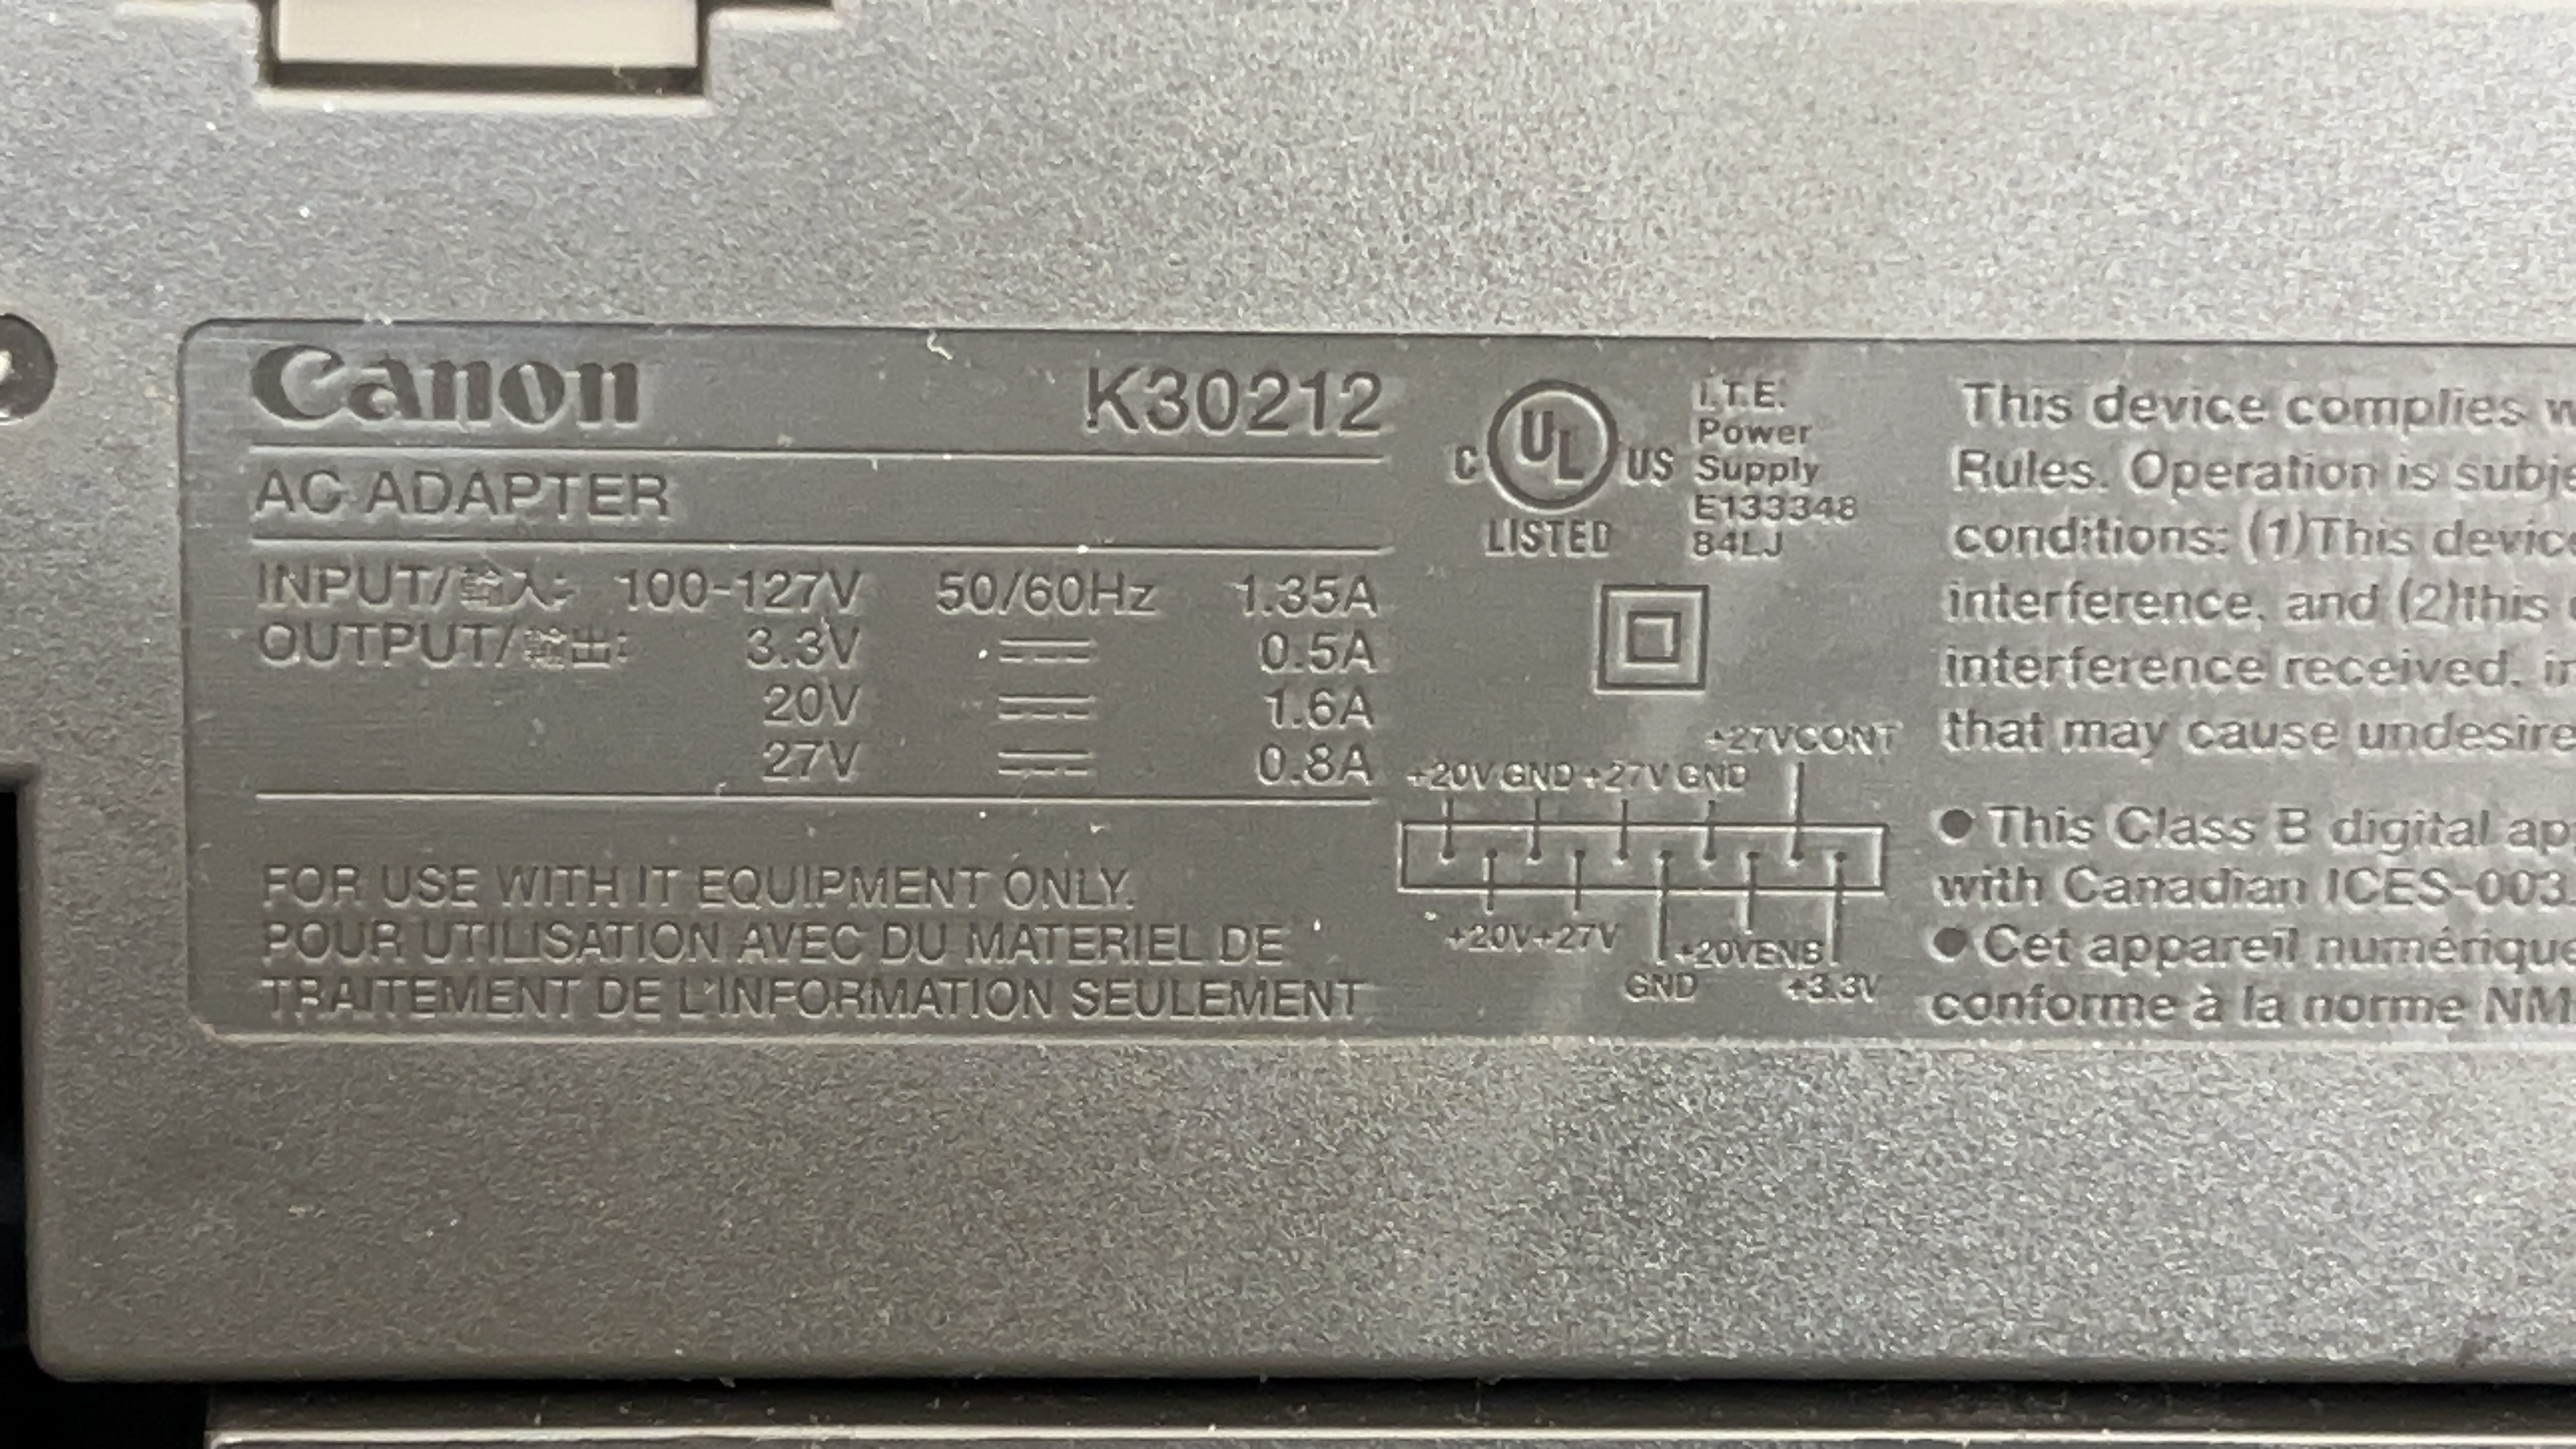 Canon K30212
AC ADAPTER
INPUT/輸入: 100-127V 50/60Hz 1.35A
OUTPUT/輸出: 3.3V 0.5A
20V 1.6A
27V 0.8A
FOR USE WITH IT EQUIPMENT ONLY.
POUR UTILISATION AVEC DU MATERIEL DE
TRAITEMENT DE L'INFORMATION SEULEMENT
C UL US
LISTED
I.T.E.
Power
Supply
E133348
84LJ
+27VCONT
+20V GND +27V GND
+20V +27V +20VENB
GND +3.3V
This device complies
Rules. Operation is
conditions: (1)This
interference, and (2)this
interference received,
that may cause
● This Class B digital
with Canadian ICES-003
● Cet appareil numérique
conforme à la norme